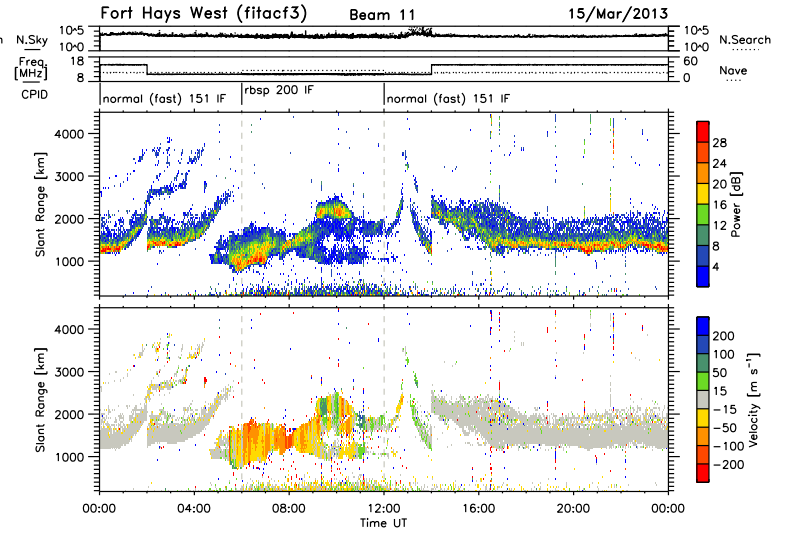 Fort Hays West (fitacf3) Beam 11 15/Mar/2013
N.Sky 10^5 10^0 10^5 10^0 N.Search
Freq. [MHz] 18 8 60 0 Nave
CPID normal (fast) 151 IF rbsp 200 IF normal (fast) 151 IF
Slant Range [km]
4000
3000
2000
1000
28
24
20
16
12
8
4
Power [dB]
Slant Range [km]
4000
3000
2000
1000
200
100
50
15
-15
-50
-100
-200
Velocity [m s⁻¹]
00:00 04:00 08:00 12:00 16:00 20:00 00:00
Time UT